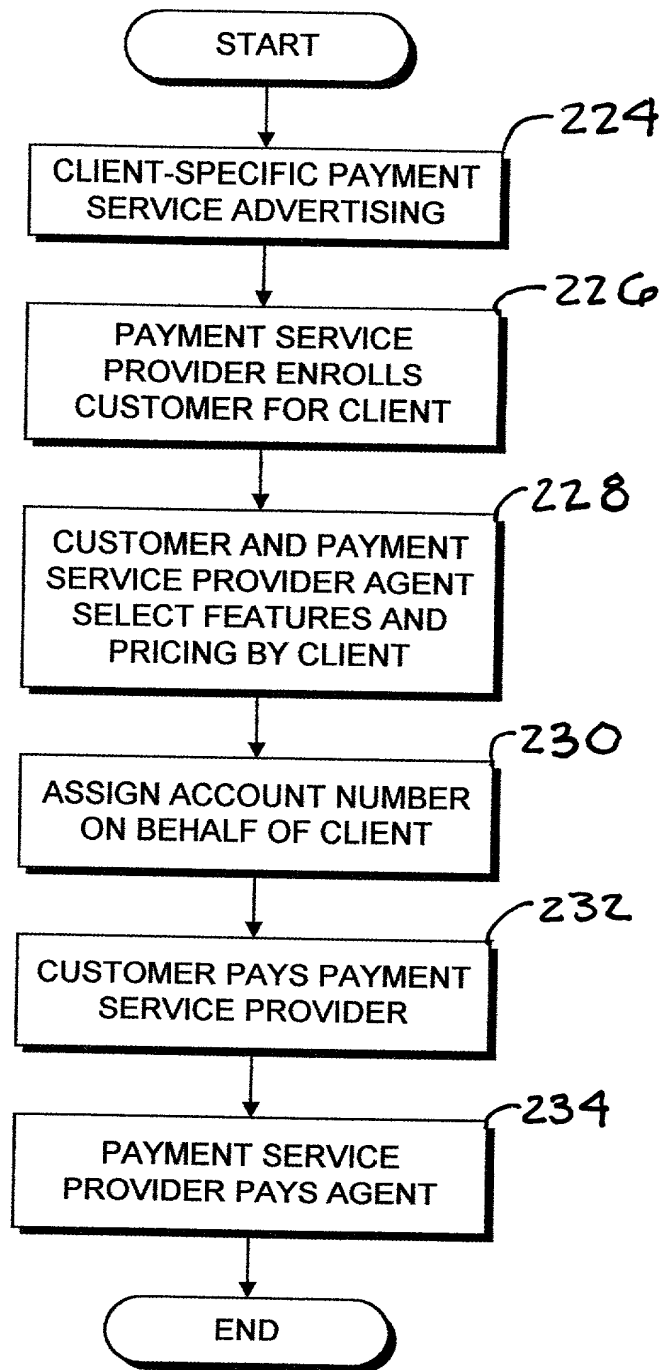 START
224
CLIENT-SPECIFIC PAYMENT
SERVICE ADVERTISING
226
PAYMENT SERVICE
PROVIDER ENROLLS
CUSTOMER FOR CLIENT
228
CUSTOMER AND PAYMENT
SERVICE PROVIDER AGENT
SELECT FEATURES AND
PRICING BY CLIENT
230
ASSIGN ACCOUNT NUMBER
ON BEHALF OF CLIENT
232
CUSTOMER PAYS PAYMENT
SERVICE PROVIDER
234
PAYMENT SERVICE
PROVIDER PAYS AGENT
END